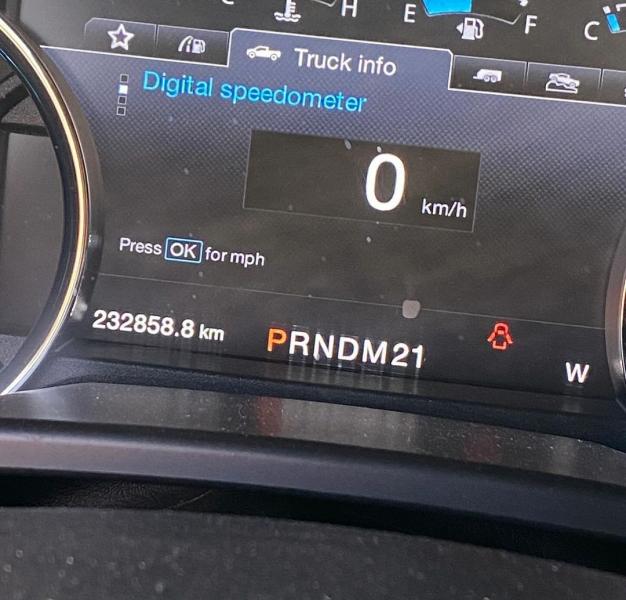 H E F C
Truck info
Digital speedometer
0 km/h
Press OK for mph
232858.8 km PRNDM21
W